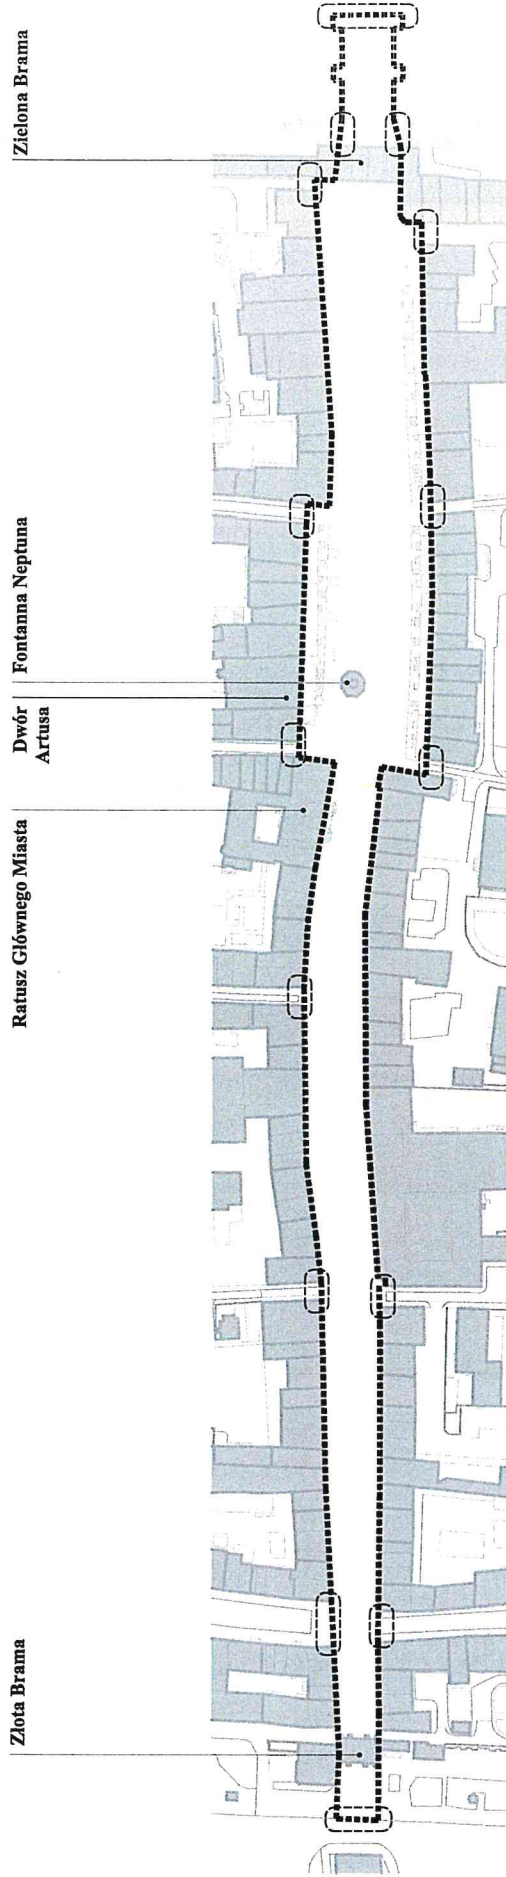 Złota Brama
Ratusz Głównego Miasta
Dwór
Artusa
Fontanna Neptuna
Zielona Brama